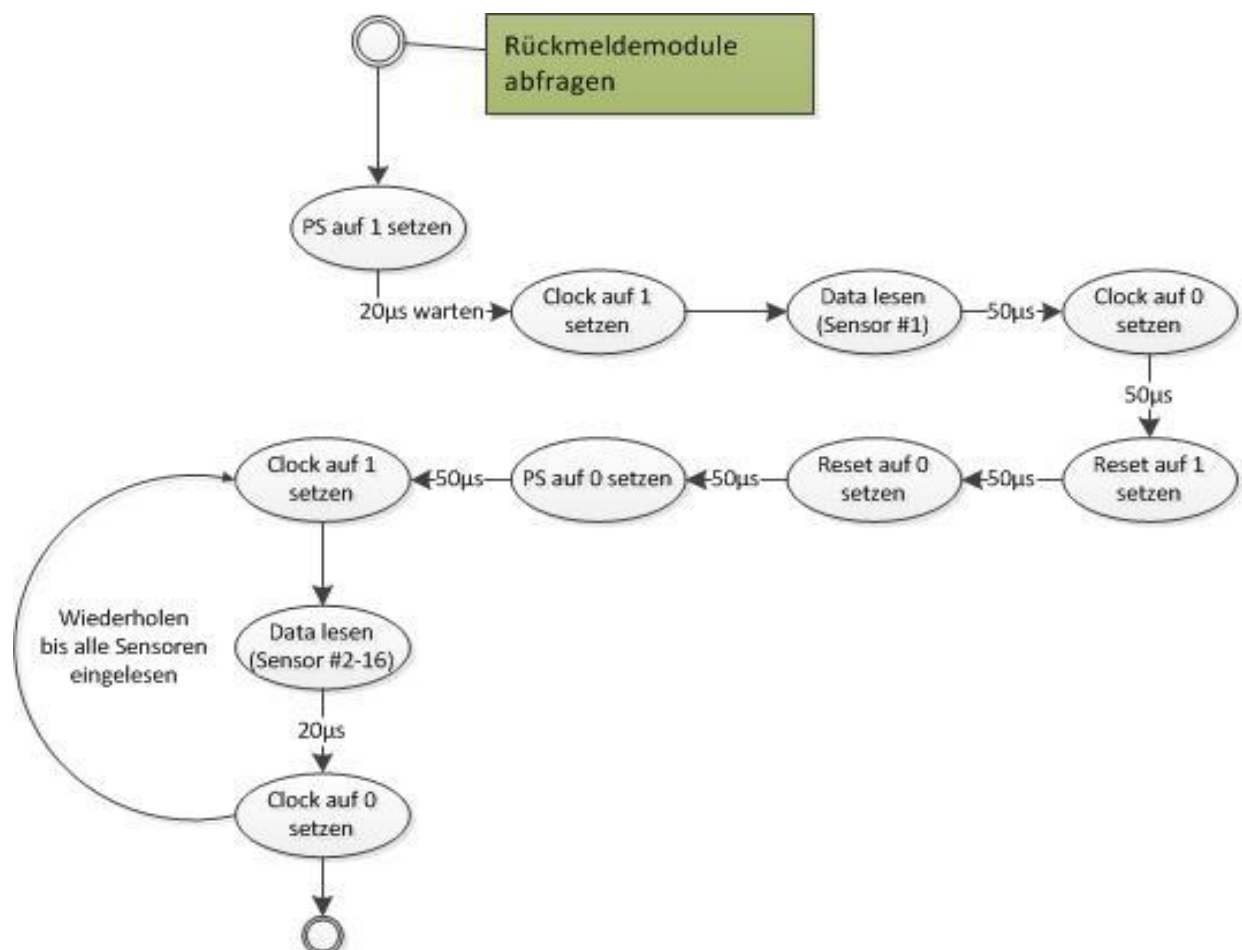 Rückmeldemodule
abfragen
PS auf 1 setzen
20µs warten
Clock auf 1
setzen
Data lesen
(Sensor #1)
50µs
Clock auf 0
setzen
50µs
Reset auf 1
setzen
50µs
Reset auf 0
setzen
50µs
PS auf 0 setzen
50µs
Clock auf 1
setzen
Data lesen
(Sensor #2-16)
20µs
Clock auf 0
setzen
Wiederholen
bis alle Sensoren
eingelesen